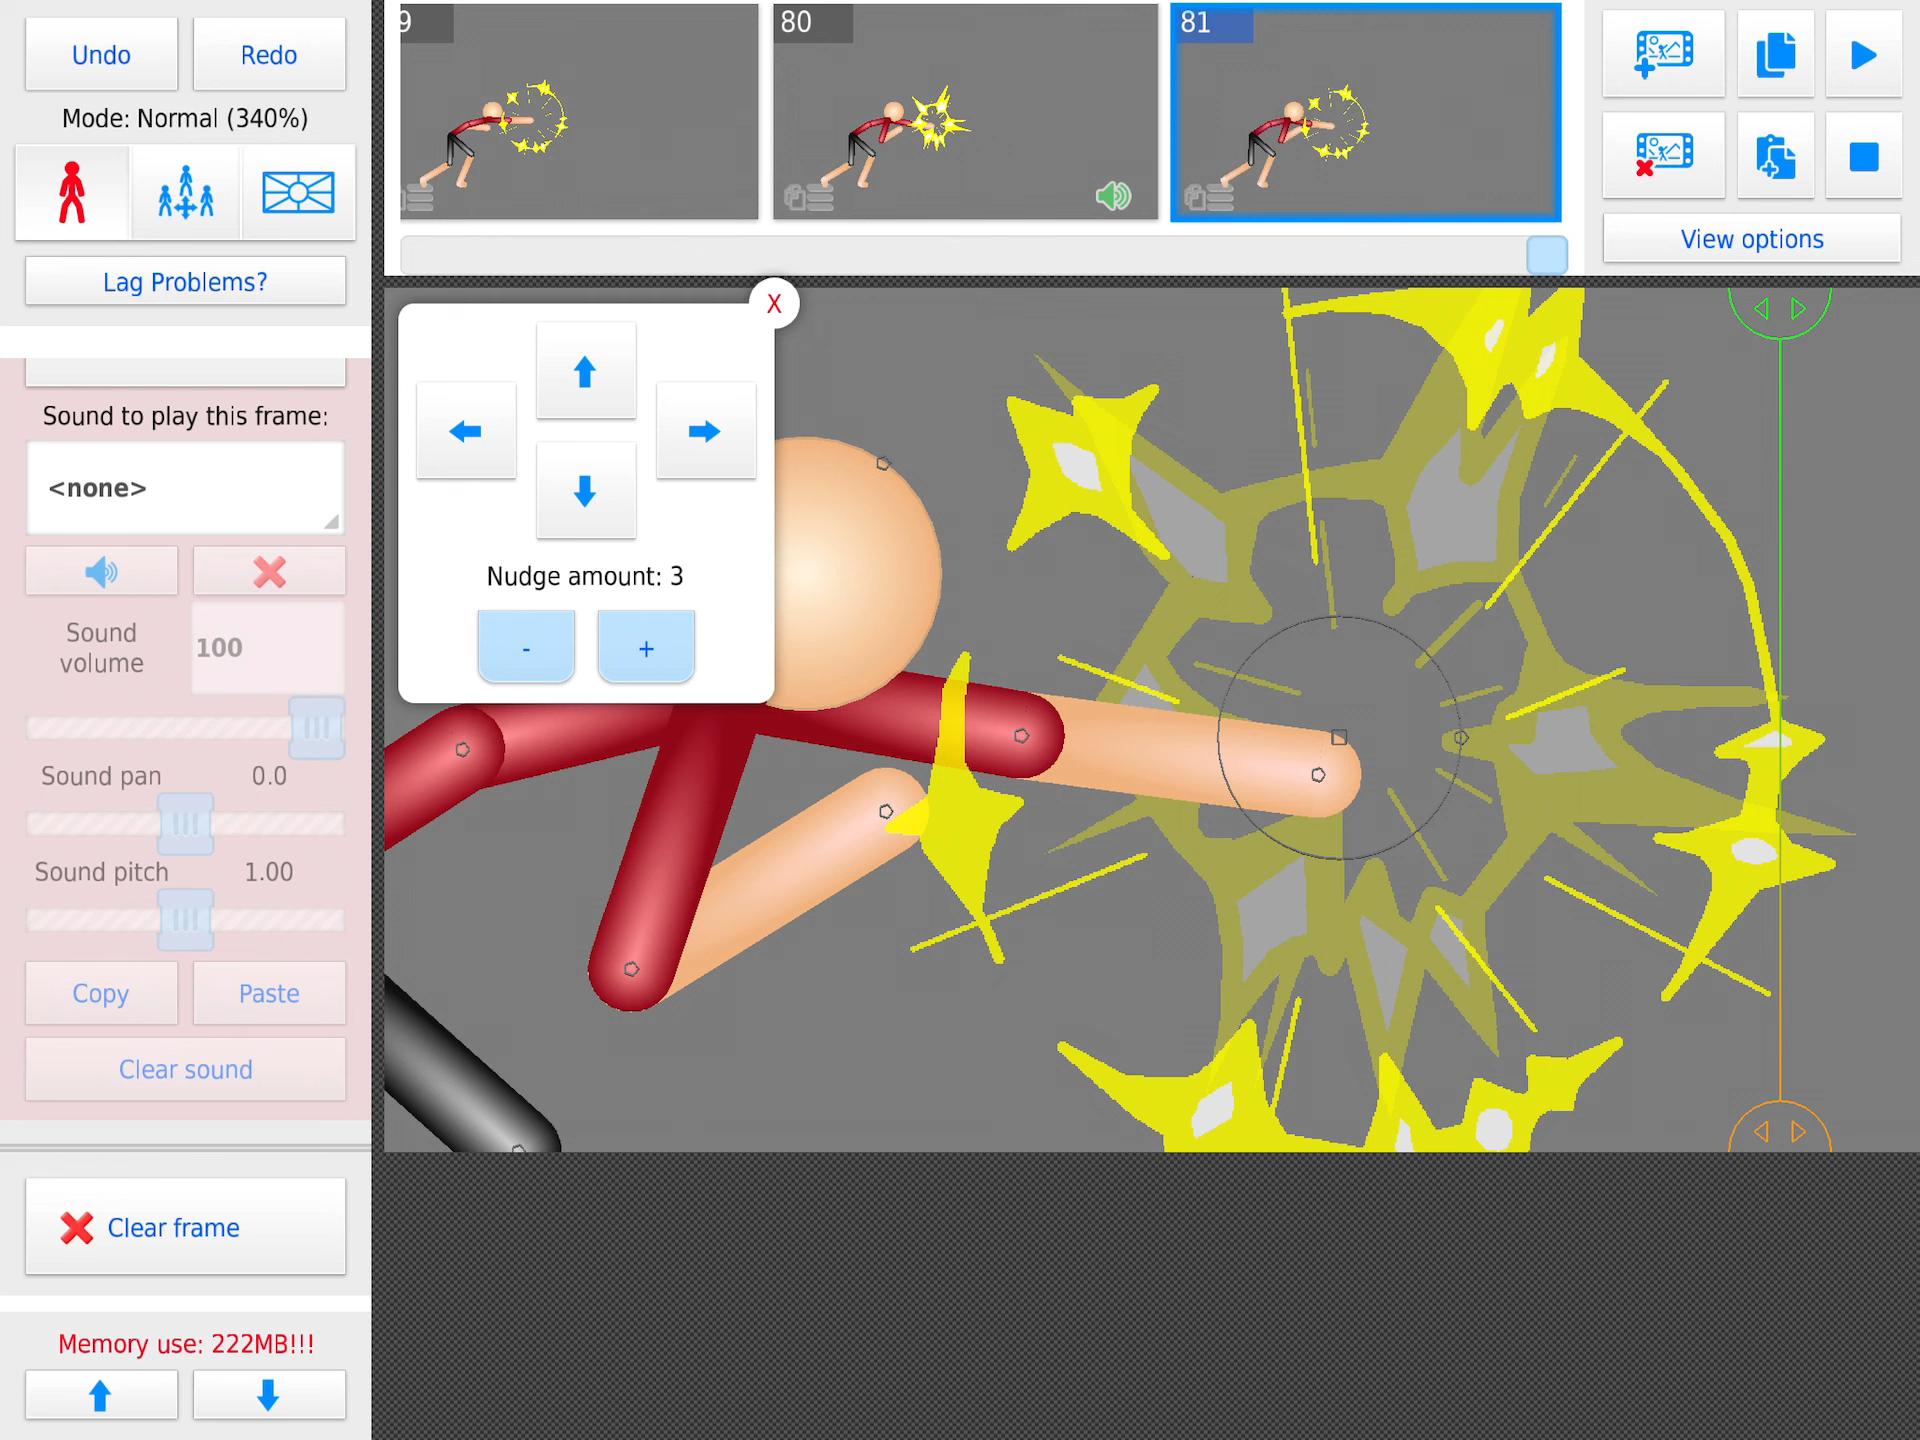 Undo
Redo
Mode: Normal (340%)
Lag Problems?
Sound to play this frame:
<none>
Sound volume
100
Sound pan
0.0
Sound pitch
1.00
Copy
Paste
Clear sound
Clear frame
Memory use: 222MB!!!
9
80
81
View options
X
Nudge amount: 3
-
+